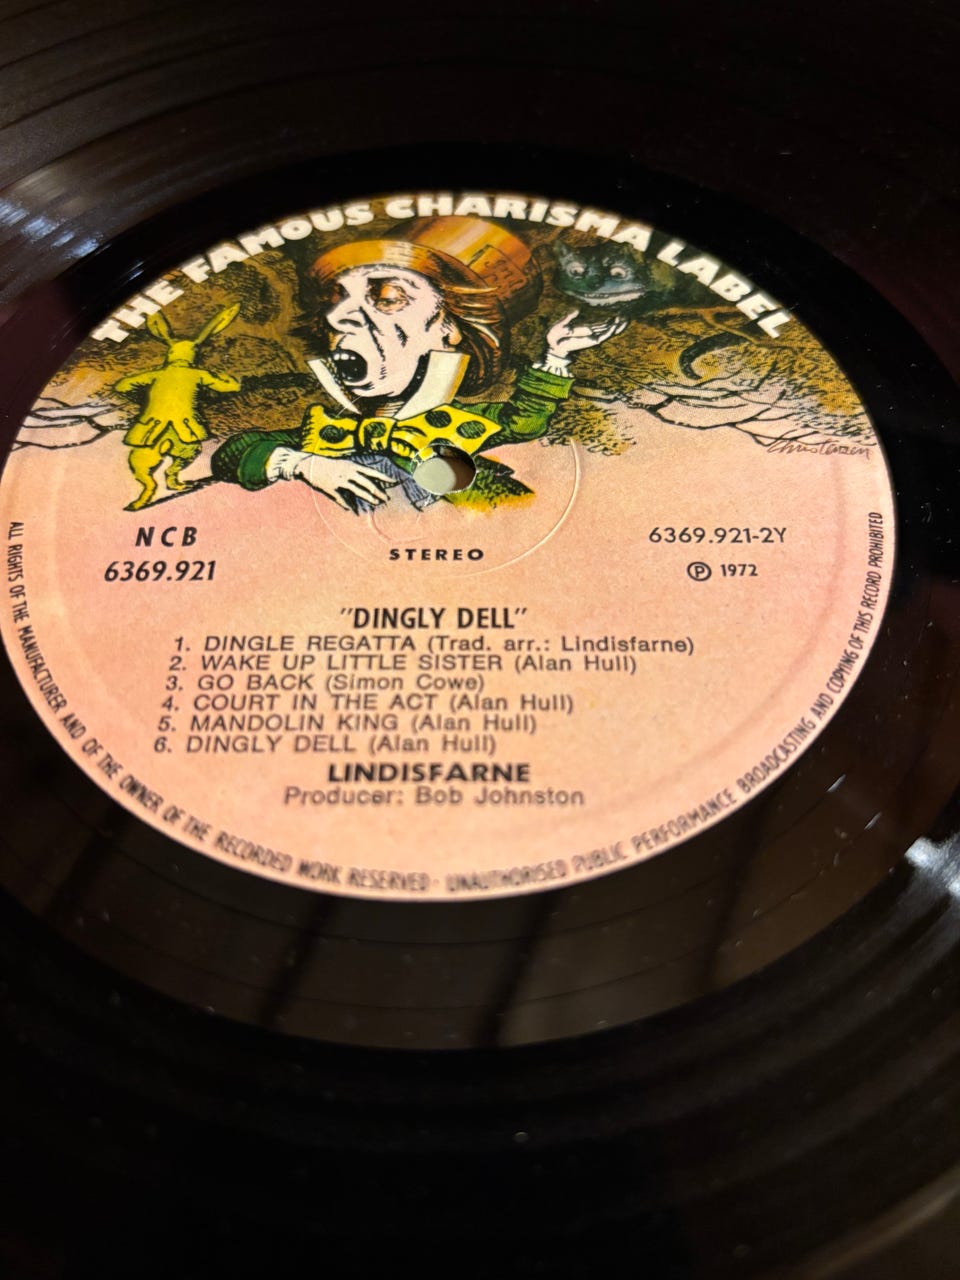 THE FAMOUS CHARISMA LABEL
Christensen
NCB
6369.921
STEREO
6369.921-2Y
Ⓟ 1972
"DINGLY DELL"
1. DINGLE REGATTA (Trad. arr.: Lindisfarne)
2. WAKE UP LITTLE SISTER (Alan Hull)
3. GO BACK (Simon Cowe)
4. COURT IN THE ACT (Alan Hull)
5. MANDOLIN KING (Alan Hull)
6. DINGLY DELL (Alan Hull)
LINDISFARNE
Producer: Bob Johnston
ALL RIGHTS OF THE MANUFACTURER AND OF THE OWNER OF THE RECORDED WORK RESERVED · UNAUTHORISED PUBLIC PERFORMANCE BROADCASTING AND COPYING OF THIS RECORD PROHIBITED